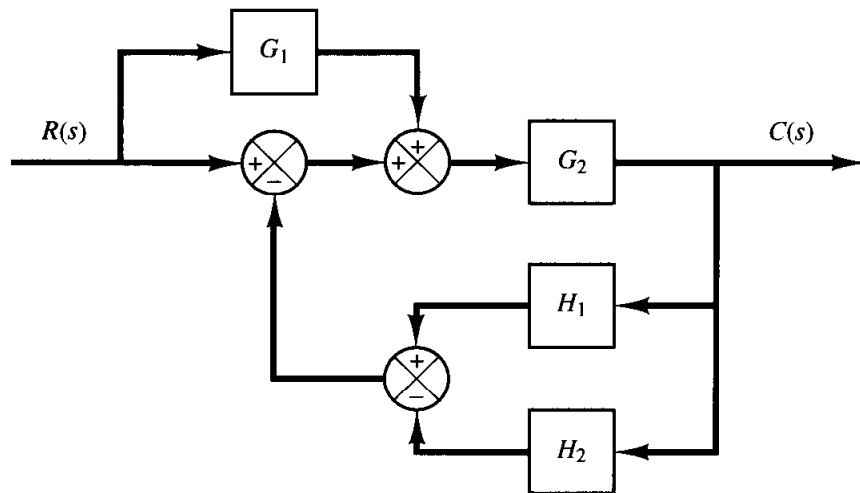 G₁
R(s)
C(s)
+
+
+
−
G₂
H₁
+
−
H₂